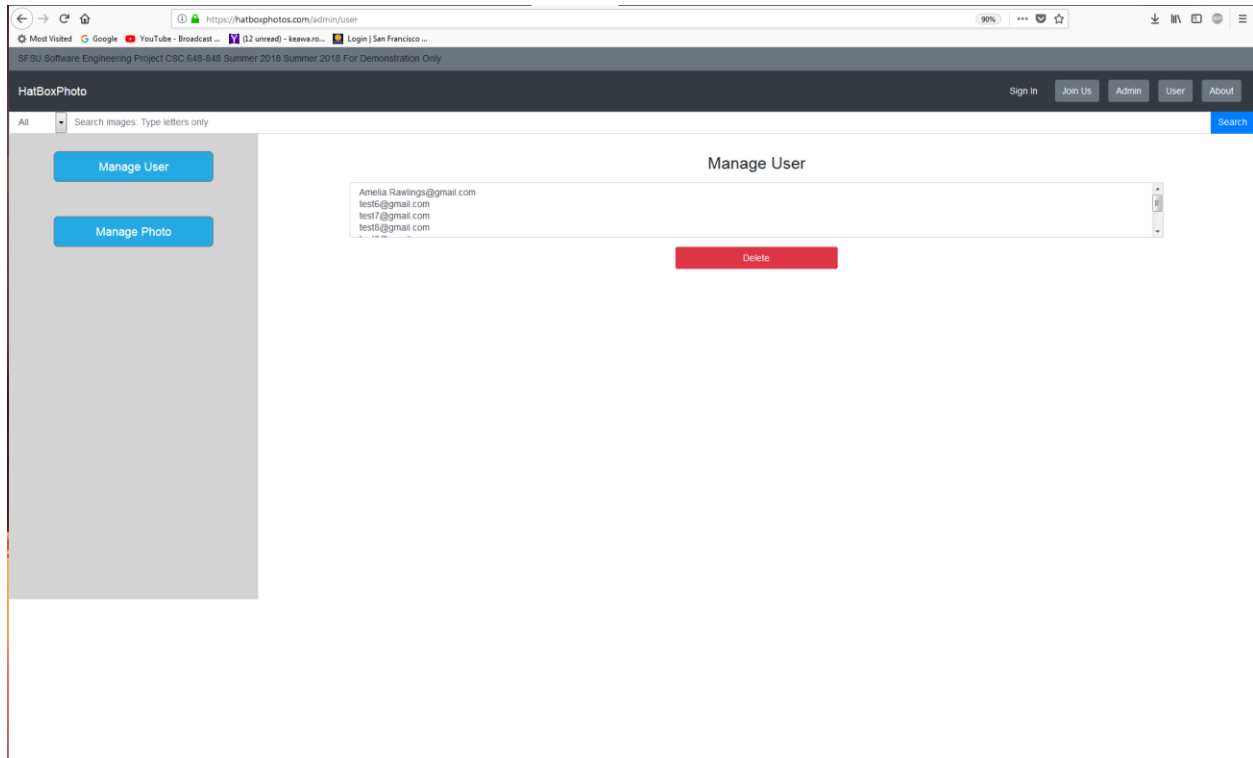 https://hatboxphotos.com/admin/user
90%
Most Visited Google YouTube - Broadcast ... (12 unread) - keawa.ro... Login | San Francisco ...
SFSU Software Engineering Project CSC 648-848 Summer 2018 Summer 2018 For Demonstration Only
HatBoxPhoto Sign In Join Us Admin User About
All Search images: Type letters only Search
Manage User
Manage Photo
Manage User
Amelia.Rawlings@gmail.com
test6@gmail.com
test7@gmail.com
test8@gmail.com
Delete